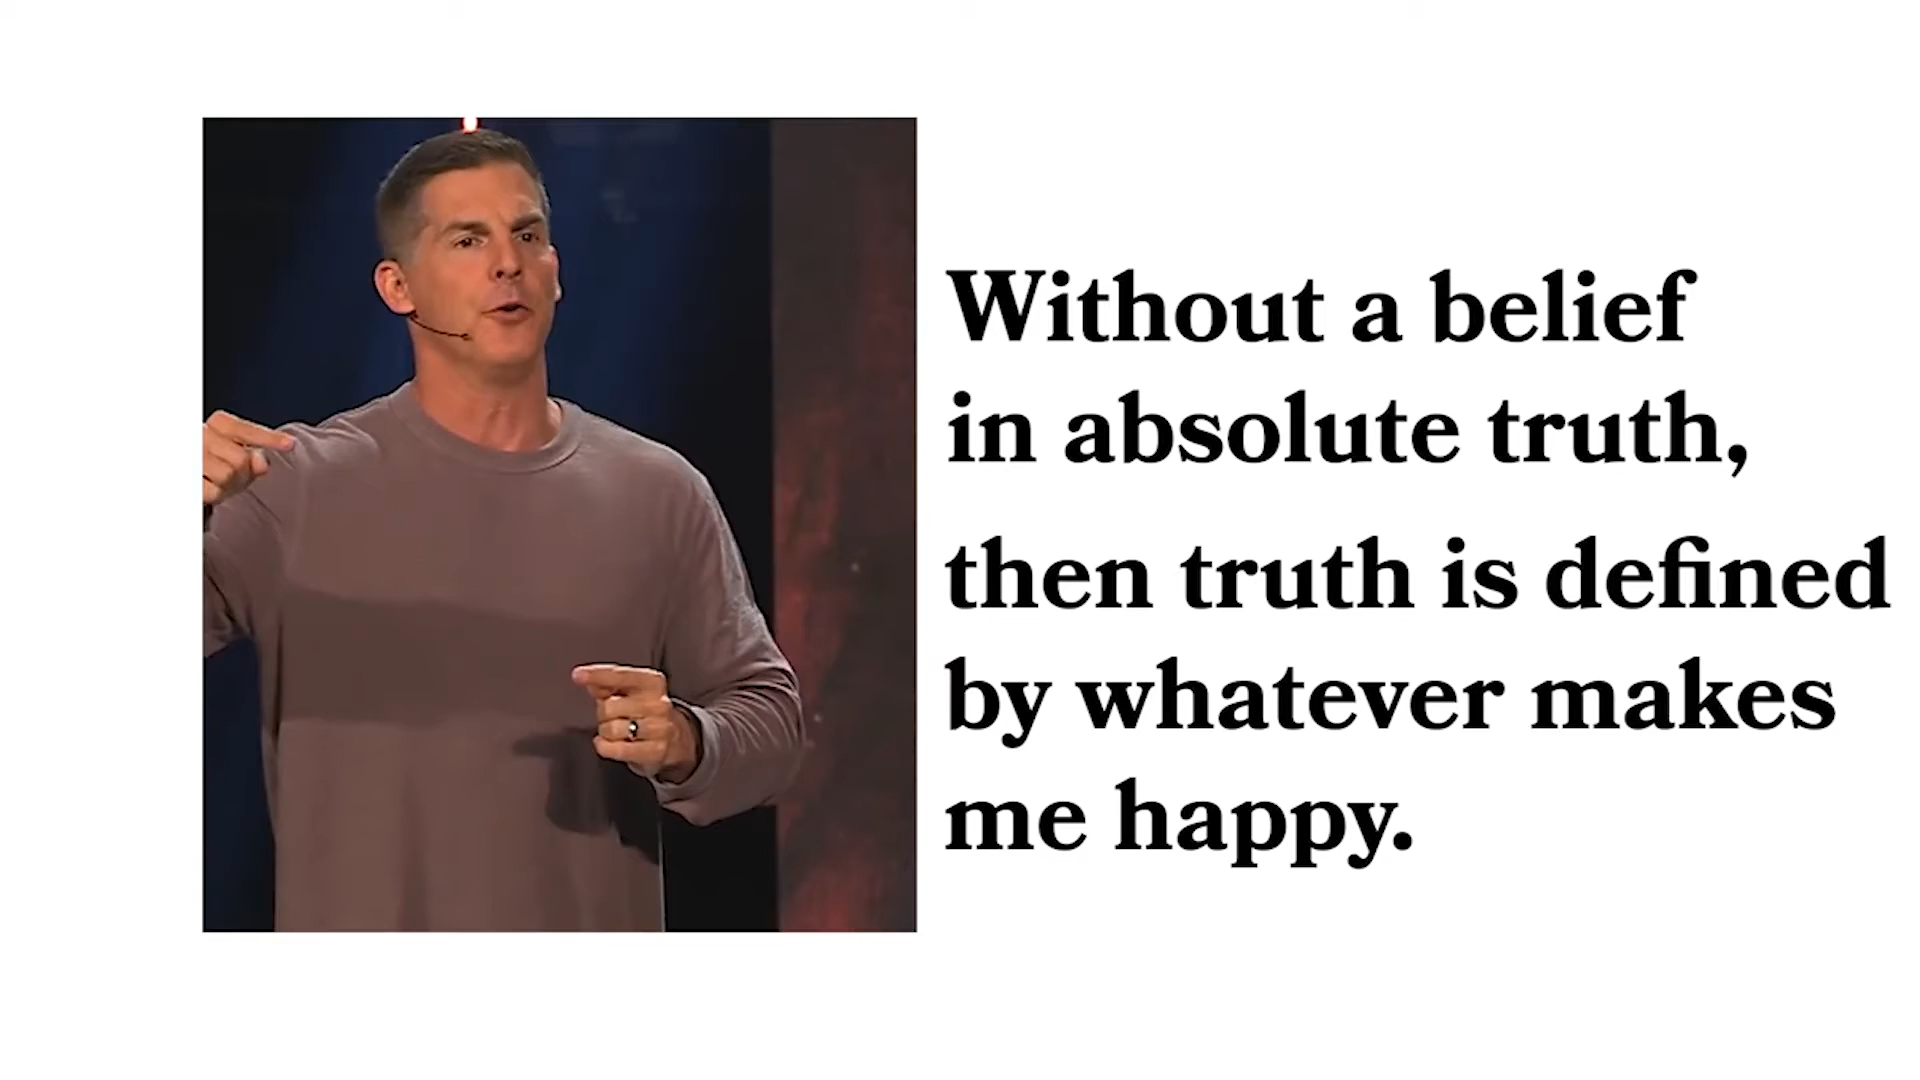 Without a belief
in absolute truth,
then truth is defined
by whatever makes
me happy.